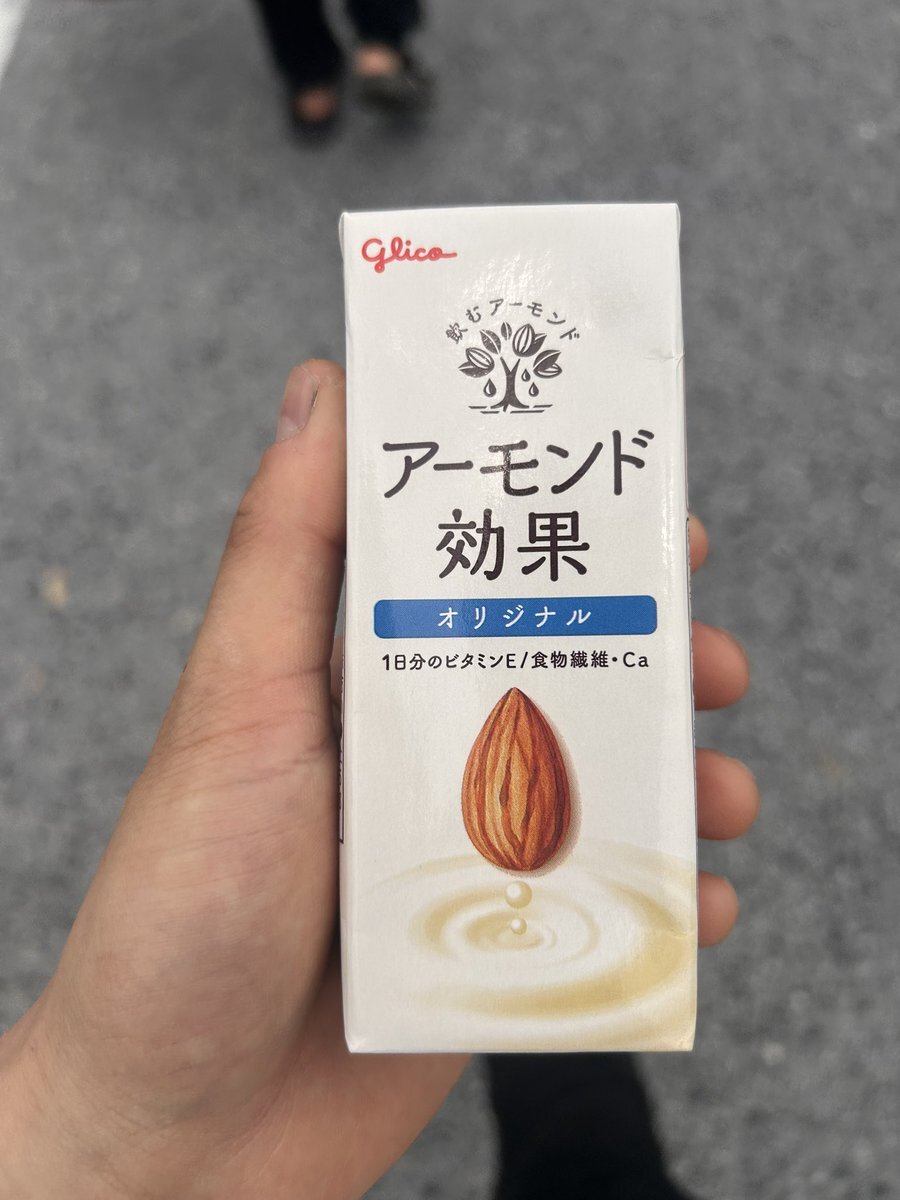 Glico
飲むアーモンド
アーモンド
効果
オリジナル
1日分のビタミンE/食物繊維・Ca